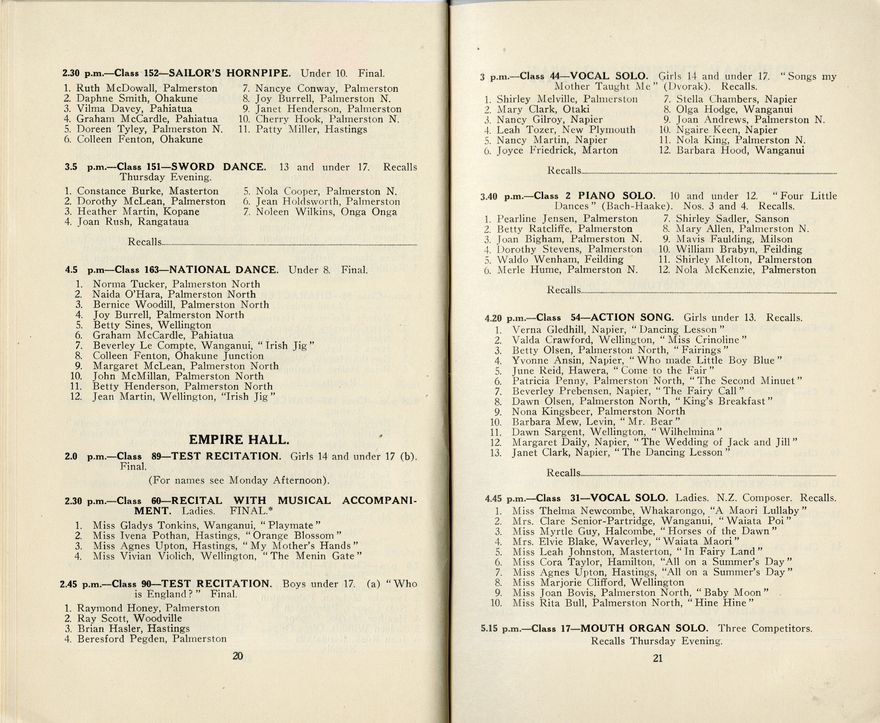 2.30 p.m.—Class 152—SAILOR'S HORNPIPE. Under 10. Final.
1. Ruth McDowall, Palmerston
2. Daphne Smith, Ohakune
3. Vilma Davey, Pahiatua
4. Graham McCardle, Pahiatua
5. Doreen Tyley, Palmerston N.
6. Colleen Fenton, Ohakune
7. Nancye Conway, Palmerston
8. Joy Burrell, Palmerston N.
9. Janet Henderson, Palmerston
10. Cherry Hook, Palmerston N.
11. Patty Miller, Hastings
3.5 p.m.—Class 151—SWORD DANCE. 13 and under 17. Recalls
Thursday Evening.
1. Constance Burke, Masterton
2. Dorothy McLean, Palmerston
3. Heather Martin, Kopane
4. Joan Rush, Rangataua
5. Nola Cooper, Palmerston N.
6. Jean Holdsworth, Palmerston
7. Noleen Wilkins, Onga Onga
Recalls
4.5 p.m—Class 163—NATIONAL DANCE. Under 8. Final.
1. Norma Tucker, Palmerston North
2. Naida O'Hara, Palmerston North
3. Bernice Woodill, Palmerston North
4. Joy Burrell, Palmerston North
5. Betty Sines, Wellington
6. Graham McCardle, Pahiatua
7. Beverley Le Compte, Wanganui, "Irish Jig"
8. Colleen Fenton, Ohakune Junction
9. Margaret McLean, Palmerston North
10. John McMillan, Palmerston North
11. Betty Henderson, Palmerston North
12. Jean Martin, Wellington, "Irish Jig"
EMPIRE HALL.
2.0 p.m.—Class 89—TEST RECITATION. Girls 14 and under 17 (b).
Final.
(For names see Monday Afternoon).
2.30 p.m.—Class 60—RECITAL WITH MUSICAL ACCOMPANI-
MENT. Ladies. FINAL.*
1. Miss Gladys Tonkins, Wanganui, "Playmate"
2. Miss Ivena Pothan, Hastings, "Orange Blossom"
3. Miss Agnes Upton, Hastings, "My Mother's Hands"
4. Miss Vivian Violich, Wellington, "The Menin Gate"
2.45 p.m.—Class 90—TEST RECITATION. Boys under 17. (a) "Who
is England?" Final.
1. Raymond Honey, Palmerston
2. Ray Scott, Woodville
3. Brian Hasler, Hastings
4. Beresford Pegden, Palmerston
20
3 p.m.—Class 44—VOCAL SOLO. Girls 14 and under 17. "Songs my
Mother Taught Me" (Dvorak). Recalls.
1. Shirley Melville, Palmerston
2. Mary Clark, Otaki
3. Nancy Gilroy, Napier
4. Leah Tozer, New Plymouth
5. Nancy Martin, Napier
6. Joyce Friedrick, Marton
7. Stella Chambers, Napier
8. Olga Hodge, Wanganui
9. Joan Andrews, Palmerston N.
10. Ngaire Keen, Napier
11. Nola King, Palmerston N.
12. Barbara Hood, Wanganui
Recalls
3.40 p.m.—Class 2 PIANO SOLO. 10 and under 12. "Four Little
Dances" (Bach-Haake). Nos. 3 and 4. Recalls.
1. Pearline Jensen, Palmerston
2. Betty Ratcliffe, Palmerston
3. Joan Bigham, Palmerston N.
4. Dorothy Stevens, Palmerston
5. Waldo Wenham, Feilding
6. Merle Hume, Palmerston N.
7. Shirley Sadler, Sanson
8. Mary Allen, Palmerston N.
9. Mavis Faulding, Milson
10. William Brabyn, Feilding
11. Shirley Melton, Palmerston
12. Nola McKenzie, Palmerston
Recalls
4.20 p.m.—Class 54—ACTION SONG. Girls under 13. Recalls.
1. Verna Gledhill, Napier, "Dancing Lesson"
2. Valda Crawford, Wellington, "Miss Crinoline"
3. Betty Olsen, Palmerston North, "Fairings"
4. Yvonne Ansin, Napier, "Who made Little Boy Blue"
5. June Reid, Hawera, "Come to the Fair"
6. Patricia Penny, Palmerston North, "The Second Minuet"
7. Beverley Prebensen, Napier, "The Fairy Call"
8. Dawn Olsen, Palmerston North, "King's Breakfast"
9. Nona Kingsbeer, Palmerston North
10. Barbara Mew, Levin, "Mr. Bear"
11. Dawn Sargent, Wellington, "Wilhelmina"
12. Margaret Daily, Napier, "The Wedding of Jack and Jill"
13. Janet Clark, Napier, "The Dancing Lesson"
Recalls
4.45 p.m.—Class 31—VOCAL SOLO. Ladies. N.Z. Composer. Recalls.
1. Miss Thelma Newcombe, Whakarongo, "A Maori Lullaby"
2. Mrs. Clare Senior-Partridge, Wanganui, "Waiata Poi"
3. Miss Myrtle Guy, Halcombe, "Horses of the Dawn"
4. Mrs. Elvie Blake, Waverley, "Waiata Maori"
5. Miss Leah Johnston, Masterton, "In Fairy Land"
6. Miss Cora Taylor, Hamilton, "All on a Summer's Day"
7. Miss Agnes Upton, Hastings, "All on a Summer's Day"
8. Miss Marjorie Clifford, Wellington
9. Miss Joan Bovis, Palmerston North, "Baby Moon"
10. Miss Rita Bull, Palmerston North, "Hine Hine"
5.15 p.m.—Class 17—MOUTH ORGAN SOLO. Three Competitors.
Recalls Thursday Evening.
21